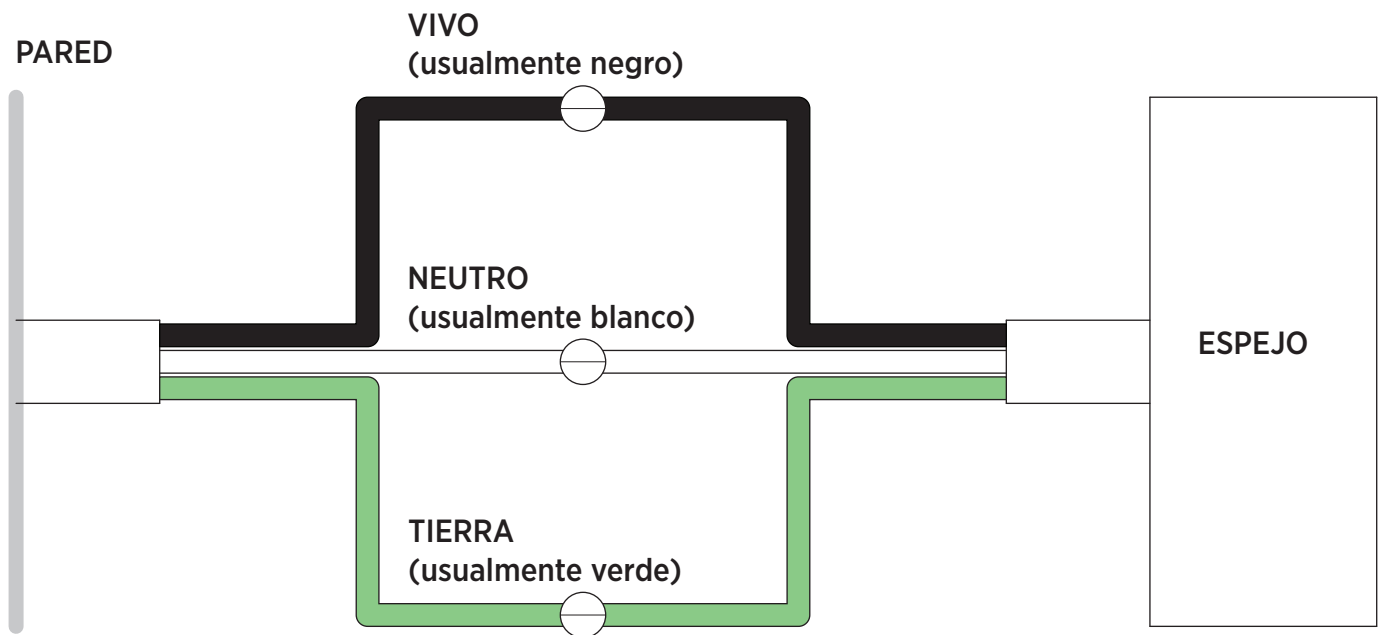 PARED
VIVO
(usualmente negro)
NEUTRO
(usualmente blanco)
ESPEJO
TIERRA
(usualmente verde)